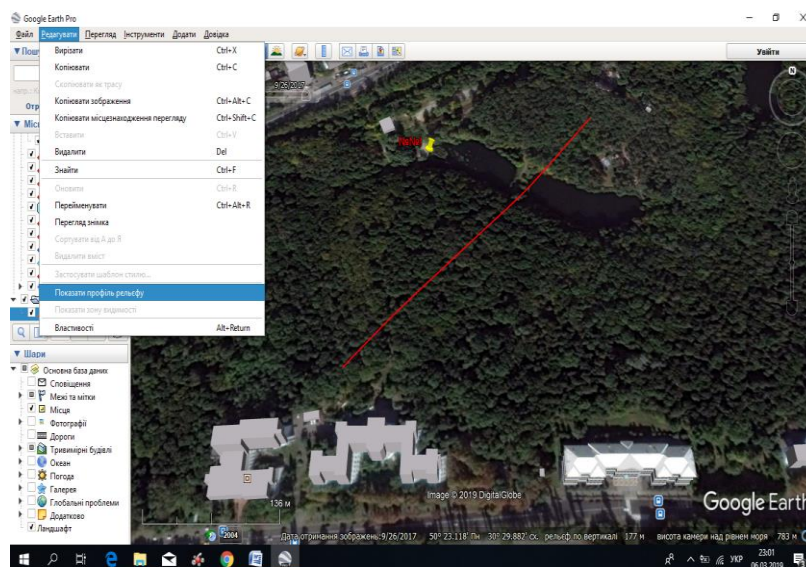 Google Earth Pro
Файл Редагувати Перегляд Інструменти Додати Довідка
Увійти
Вирізати Ctrl+X
Копіювати Ctrl+C
Скопіювати як трасу
Копіювати зображення Ctrl+Alt+C
Копіювати місцезнаходження перегляду Ctrl+Shift+C
Вставити Ctrl+V
Видалити Del
Знайти Ctrl+F
Оновити Ctrl+R
Перейменувати Ctrl+Alt+R
Перегляд знімка
Сортувати від А до Я
Видалити вміст
Застосувати шаблон стилю...
Показати профіль рельєфу
Показати зону видимості
Властивості Alt+Return
9/26/2017
N
Шари
Основна база даних
Сповіщення
Межі та мітки
Місця
Фотографії
Дороги
Тривимірні будівлі
Океан
Погода
Галерея
Глобальні проблеми
Додатково
Ландшафт
136 м
Image © 2019 DigitalGlobe
Google Earth
2004
Дата отримання зображень: 9/26/2017 50° 23.118' Пн 30° 29.882' Сх рельєф по вертикалі 177 м висота камери над рівнем моря 783 м
УКР
23:01
06.03.2019